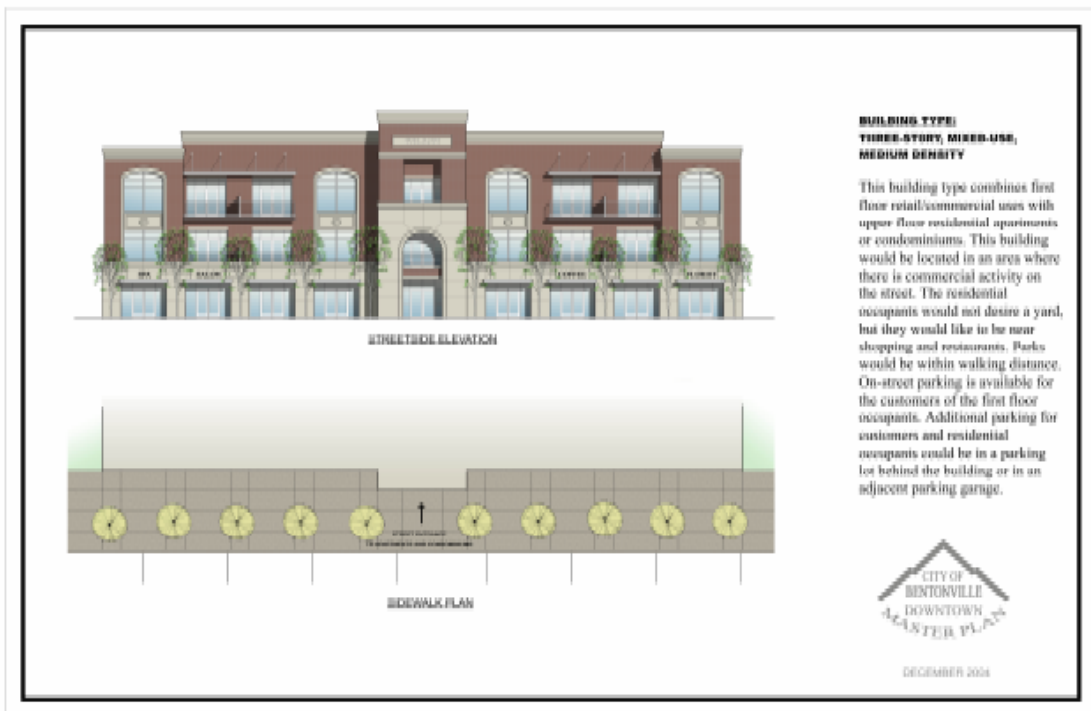 SPA
SALON
COFFEE
FLORIST
STREETSIDE ELEVATION
SIDEWALK PLAN
BUILDING TYPE:
THREE-STORY, MIXED-USE,
MEDIUM DENSITY
This building type combines first
floor retail/commercial uses with
upper floor residential apartments
or condominiums. This building
would be located in an area where
there is commercial activity on
the street. The residential
occupants would not desire a yard,
but they would like to be near
shopping and restaurants. Parks
would be within walking distance.
On-street parking is available for
the customers of the first floor
occupants. Additional parking for
customers and residential
occupants could be in a parking
lot behind the building or in an
adjacent parking garage.
CITY OF
BENTONVILLE
DOWNTOWN
MASTER PLAN
DECEMBER 2004